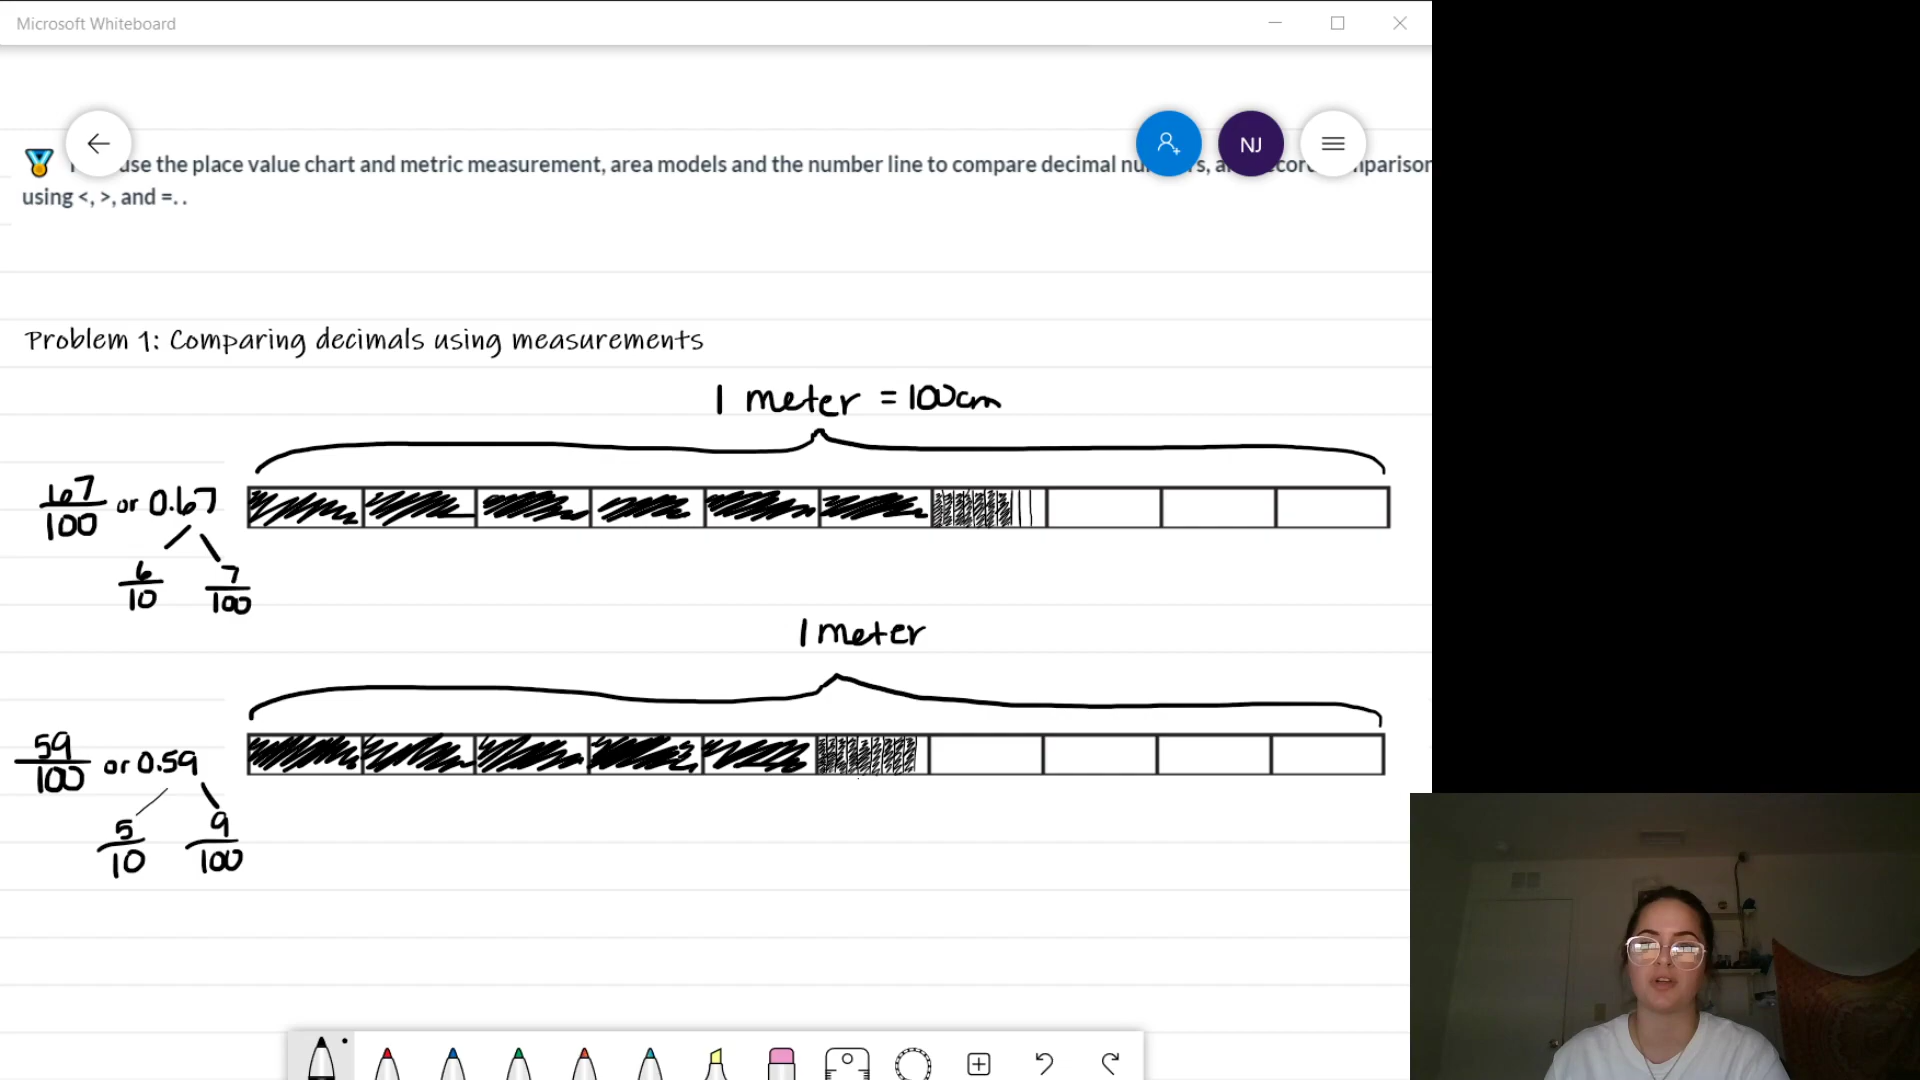 Microsoft Whiteboard
NJ
use the place value chart and metric measurement, area models and the number line to compare decimal
using <, >, and =. .
Problem 1: Comparing decimals using measurements
1 meter = 100cm
67/100 or 0.67
6/10 7/100
1 meter
59/100 or 0.59
5/10 9/100